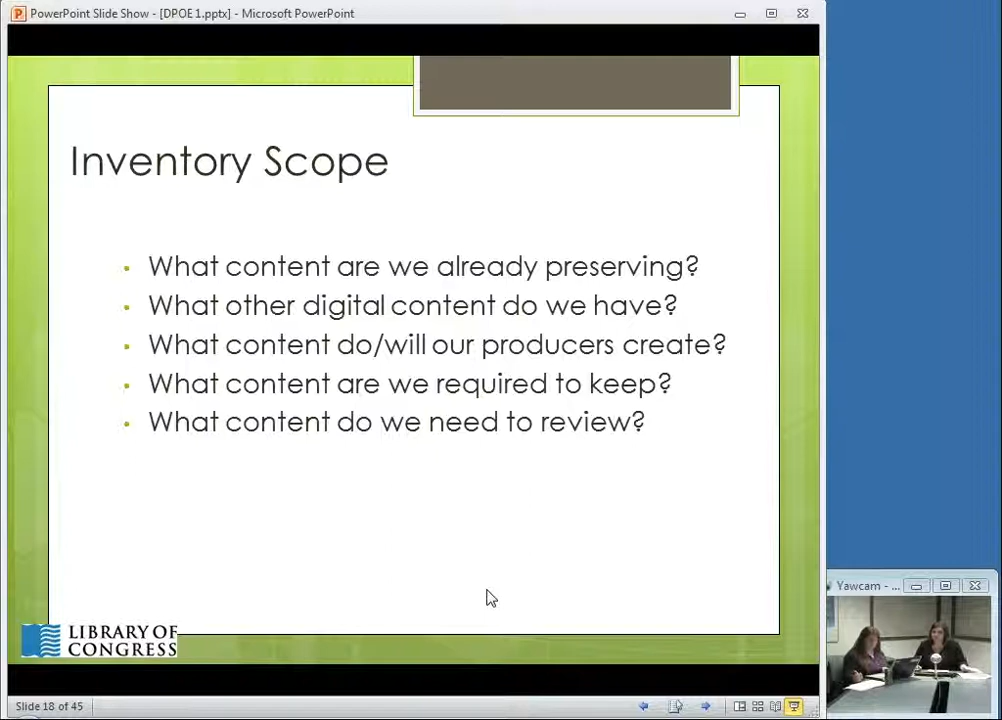 PowerPoint Slide Show - [DPOE 1.pptx] - Microsoft PowerPoint
Inventory Scope
• What content are we already preserving?
• What other digital content do we have?
• What content do/will our producers create?
• What content are we required to keep?
• What content do we need to review?
Yawcam - ...
LIBRARY OF
CONGRESS
Slide 18 of 45